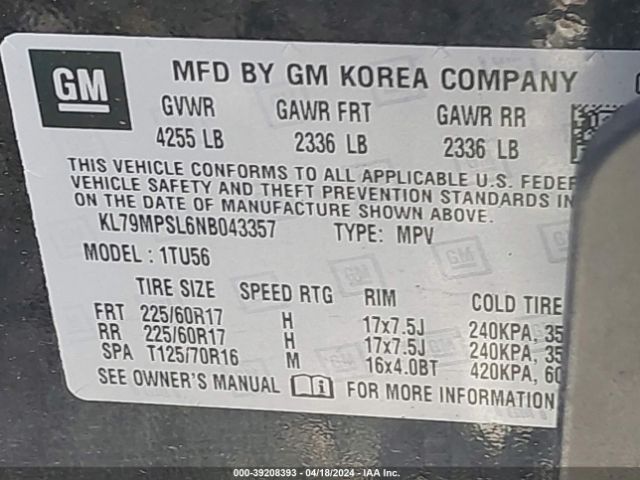 GM
MFD BY GM KOREA COMPANY
GVWR GAWR FRT GAWR RR
4255 LB 2336 LB 2336 LB
THIS VEHICLE CONFORMS TO ALL APPLICABLE U.S. FEDER
VEHICLE SAFETY AND THEFT PREVENTION STANDARDS IN
ON THE DATE OF MANUFACTURE SHOWN ABOVE.
KL79MPSL6NB043357 TYPE: MPV
MODEL: 1TU56
TIRE SIZE SPEED RTG RIM COLD TIRE
FRT 225/60R17 H 17x7.5J 240KPA, 35
RR 225/60R17 H 17x7.5J 240KPA, 35
SPA T125/70R16 M 16x4.0BT 420KPA, 60
SEE OWNER'S MANUAL FOR MORE INFORMATION
000-39208393 - 04/18/2024 - IAA Inc.